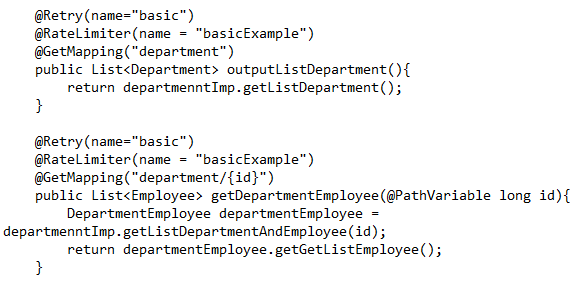 @Retry(name="basic")
@RateLimiter(name = "basicExample")
@GetMapping("department")
public List<Department> outputListDepartment(){
return departmenntImp.getListDepartment();
}
@Retry(name="basic")
@RateLimiter(name = "basicExample")
@GetMapping("department/{id}")
public List<Employee> getDepartmentEmployee(@PathVariable long id){
DepartmentEmployee departmentEmployee =
departmenntImp.getListDepartmentAndEmployee(id);
return departmentEmployee.getGetListEmployee();
}